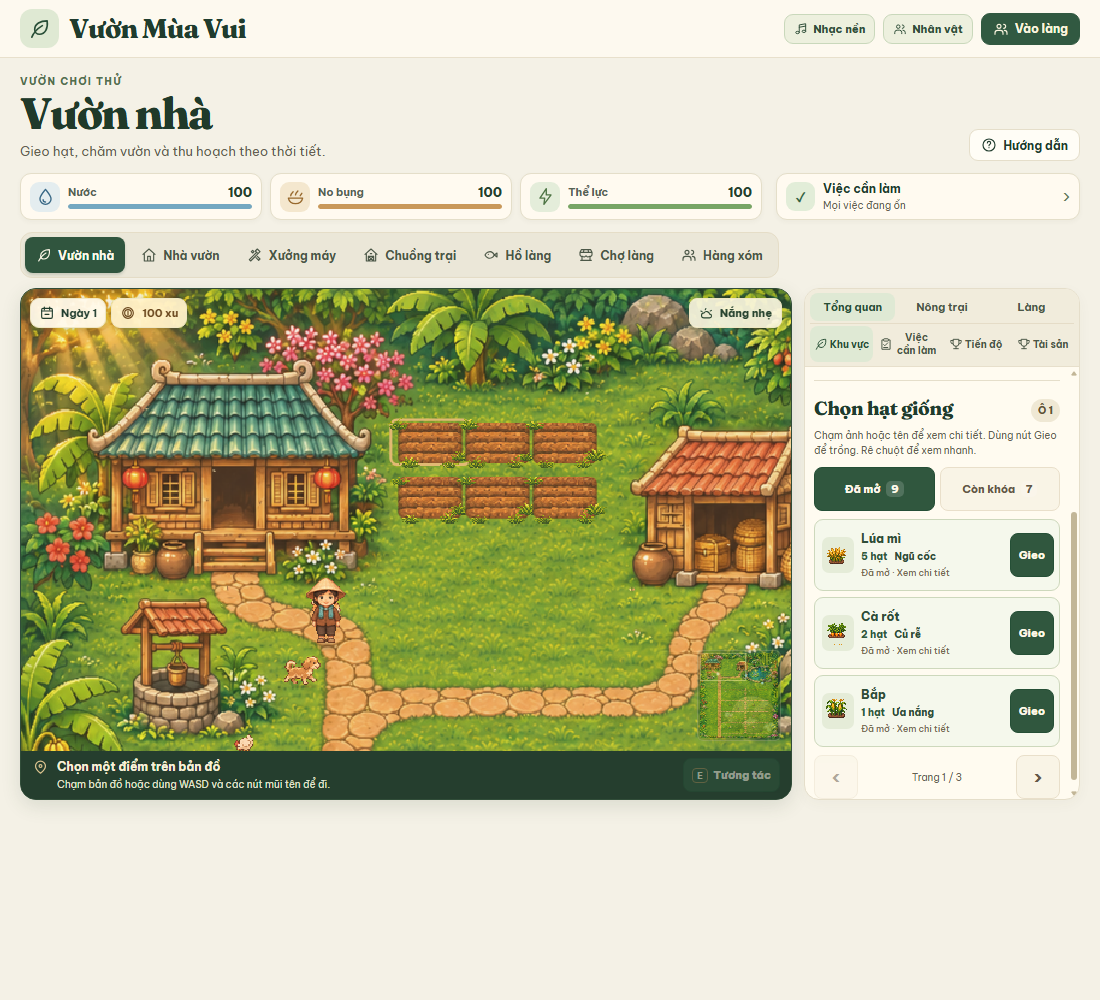 Vườn Mùa Vui
Nhạc nền
Nhân vật
Vào làng
VƯỜN CHƠI THỬ
Vườn nhà
Gieo hạt, chăm vườn và thu hoạch theo thời tiết.
Hướng dẫn
Nước 100
No bụng 100
Thể lực 100
Việc cần làm
Mọi việc đang ổn
Vườn nhà
Nhà vườn
Xưởng máy
Chuồng trại
Hồ làng
Chợ làng
Hàng xóm
Ngày 1
100 xu
Nắng nhẹ
Chọn một điểm trên bản đồ
Chạm bản đồ hoặc dùng WASD và các nút mũi tên để đi.
E Tương tác
Tổng quan
Nông trại
Làng
Khu vực
Việc
cần làm
Tiến độ
Tài sản
Chọn hạt giống
Ô 1
Chạm ảnh hoặc tên để xem chi tiết. Dùng nút Gieo
để trồng. Rê chuột để xem nhanh.
Đã mở 9
Còn khóa 7
Lúa mì
5 hạt Ngũ cốc
Đã mở · Xem chi tiết
Gieo
Cà rốt
2 hạt Củ rễ
Đã mở · Xem chi tiết
Gieo
Bắp
1 hạt Ưa nắng
Đã mở · Xem chi tiết
Gieo
Trang 1 / 3